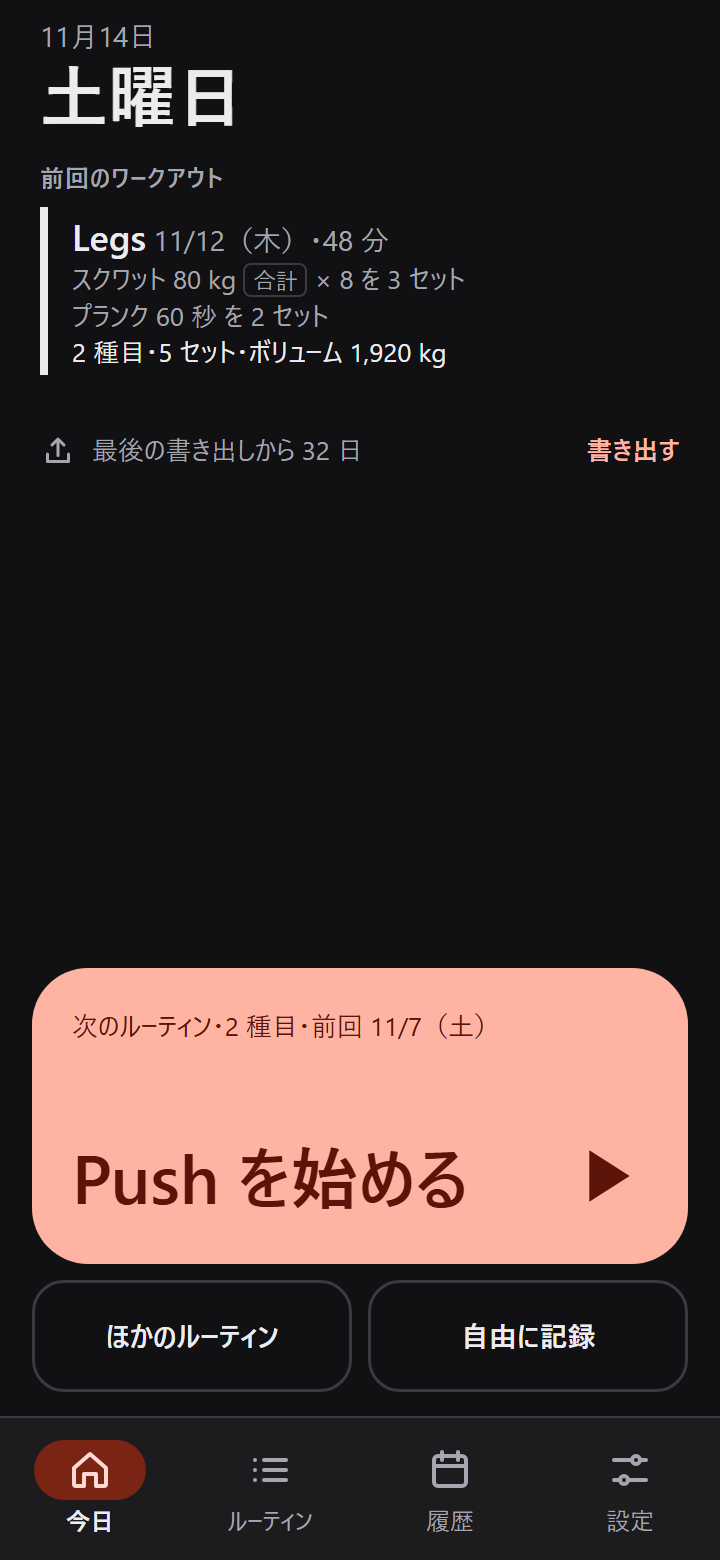 11月14日
土曜日
前回のワークアウト
Legs 11/12（木）·48 分
スクワット 80 kg 合計 × 8 を 3 セット
プランク 60 秒 を 2 セット
2 種目·5 セット·ボリューム 1,920 kg
最後の書き出しから 32 日
書き出す
次のルーティン·2 種目·前回 11/7（土）
Push を始める
ほかのルーティン
自由に記録
今日
ルーティン
履歴
設定